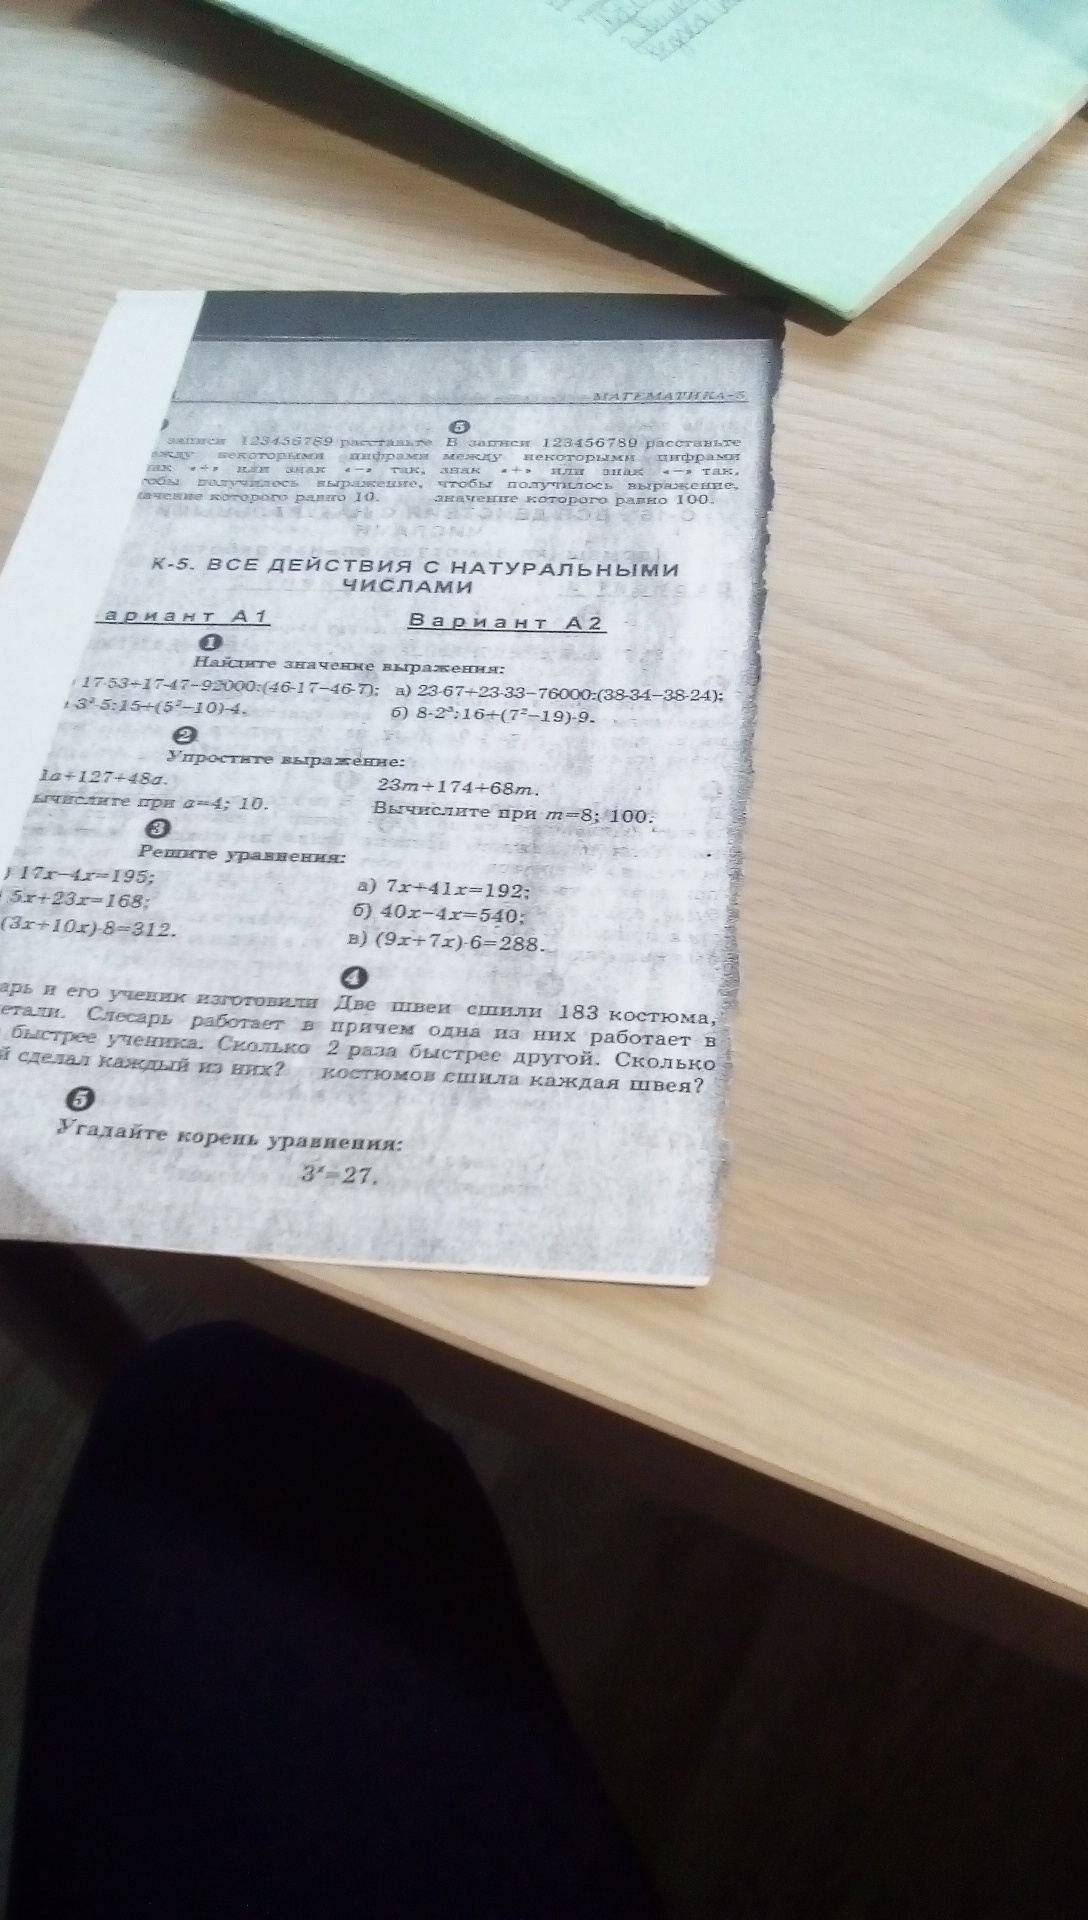 МАТЕМАТИКА-5
5
записи 123456789 расставьте
некоторыми цифрами
«+» или знак «−» так,
получилось выражение,
которого равно 10.
В записи 123456789 расставьте
между некоторыми цифрами
знак «+» или знак «−» так,
чтобы получилось выражение,
значение которого равно 100.
К-5. ВСЕ ДЕЙСТВИЯ С НАТУРАЛЬНЫМИ
ЧИСЛАМИ
ариант А1
Вариант А2
1
Найдите значение выражения:
17·53+17·47−92000:(46·17−46·7);
3²·5:15+(5²−10)·4.
а) 23·67+23·33−76000:(38·34−38·24);
б) 8·2³:16+(7²−19)·9.
2
Упростите выражение:
1a+127+48a.
ычислите при a=4; 10.
23m+174+68m.
Вычислите при m=8; 100.
3
Решите уравнения:
) 17x−4x=195;
5x+23x=168;
(3x+10x)·8=312.
а) 7x+41x=192;
б) 40x−4x=540;
в) (9x+7x)·6=288.
4
арь и его ученик изготовили
етали. Слесарь работает в
быстрее ученика. Сколько
й сделал каждый из них?
Две швеи сшили 183 костюма,
причем одна из них работает в
2 раза быстрее другой. Сколько
костюмов сшила каждая швея?
5
Угадайте корень уравнения:
3ˣ=27.